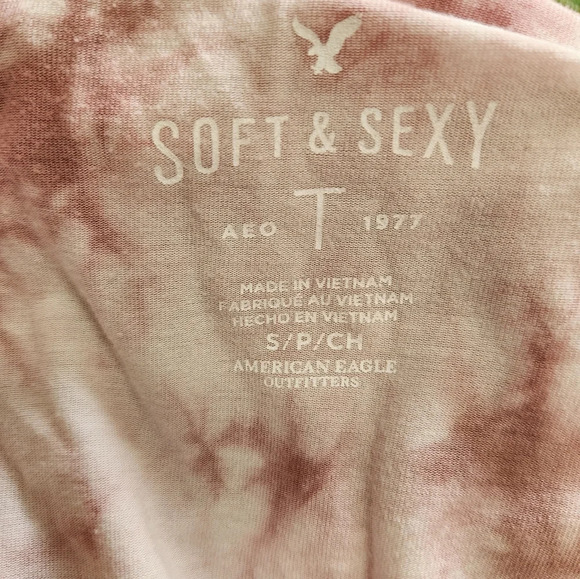 SOFT & SEXY
AEO T 1977
MADE IN VIETNAM
FABRIQUÉ AU VIETNAM
HECHO EN VIETNAM
S/P/CH
AMERICAN EAGLE
OUTFITTERS